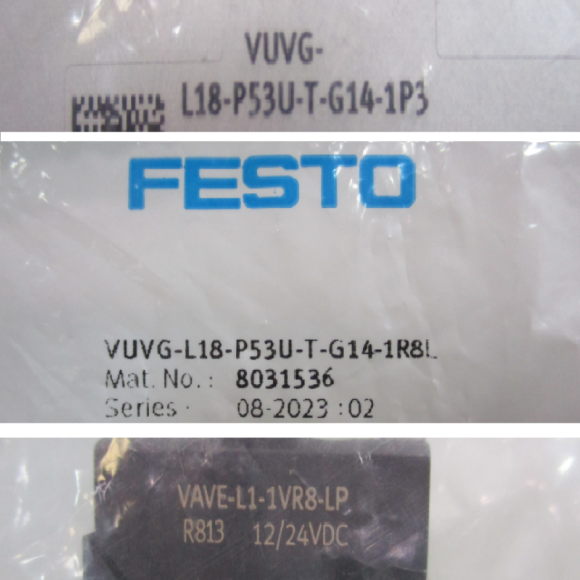 VUVG-
L18-P53U-T-G14-1P3
FESTO
VUVG-L18-P53U-T-G14-1R8L
Mat. No.: 8031536
Series: 08-2023:02
VAVE-L1-1VR8-LP
R813 12/24VDC